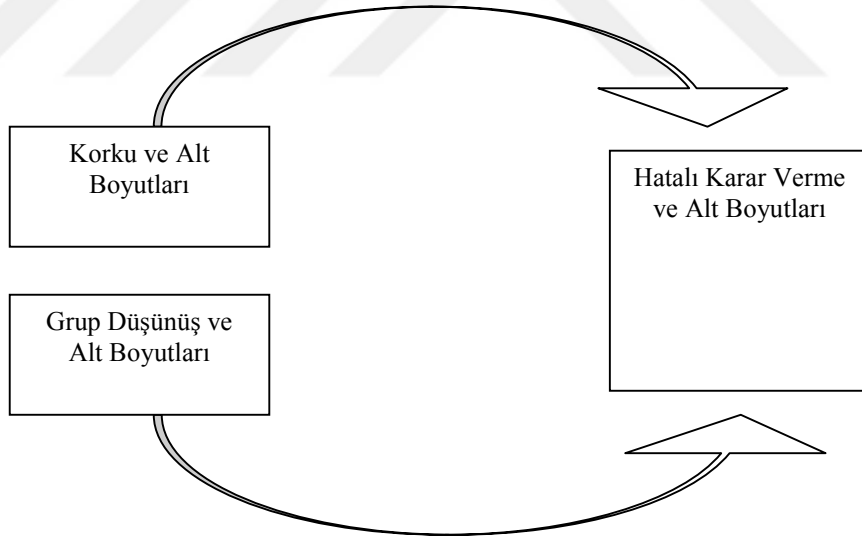 Korku ve Alt
Boyutları
Hatalı Karar Verme
ve Alt Boyutları
Grup Düşünüş ve
Alt Boyutları